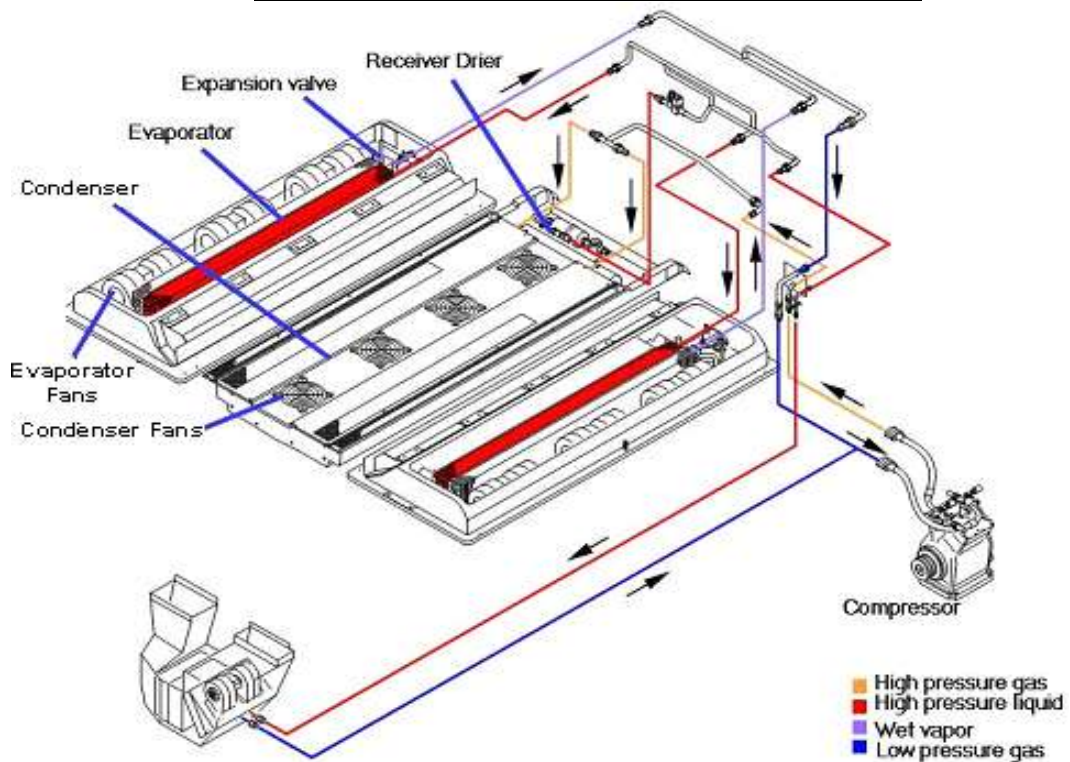 Receiver Drier
Expansion valve
Evaporator
Condenser
Evaporator
Fans
Condenser Fans
Compressor
High pressure gas
High pressure liquid
Wet vapor
Low pressure gas